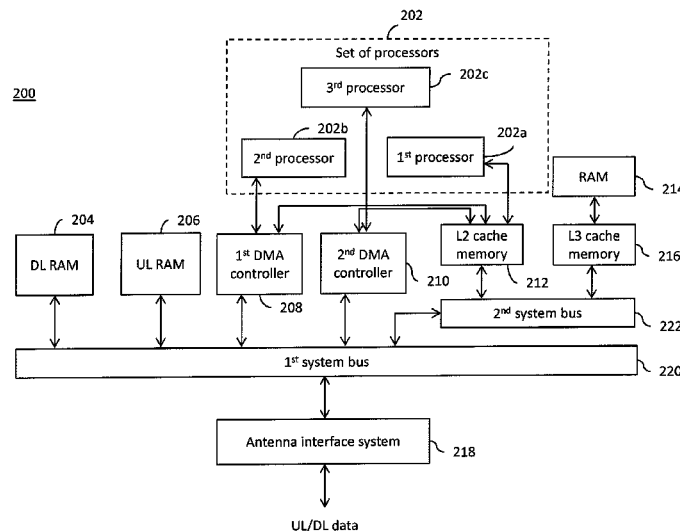 202
Set of processors
200
3rd processor
202c
202b
202a
2nd processor
1st processor
RAM
214
204
206
DL RAM
UL RAM
1st DMA
controller
208
2nd DMA
controller
210
L2 cache
memory
212
L3 cache
memory
216
2nd system bus
222
1st system bus
220
Antenna interface system
218
UL/DL data